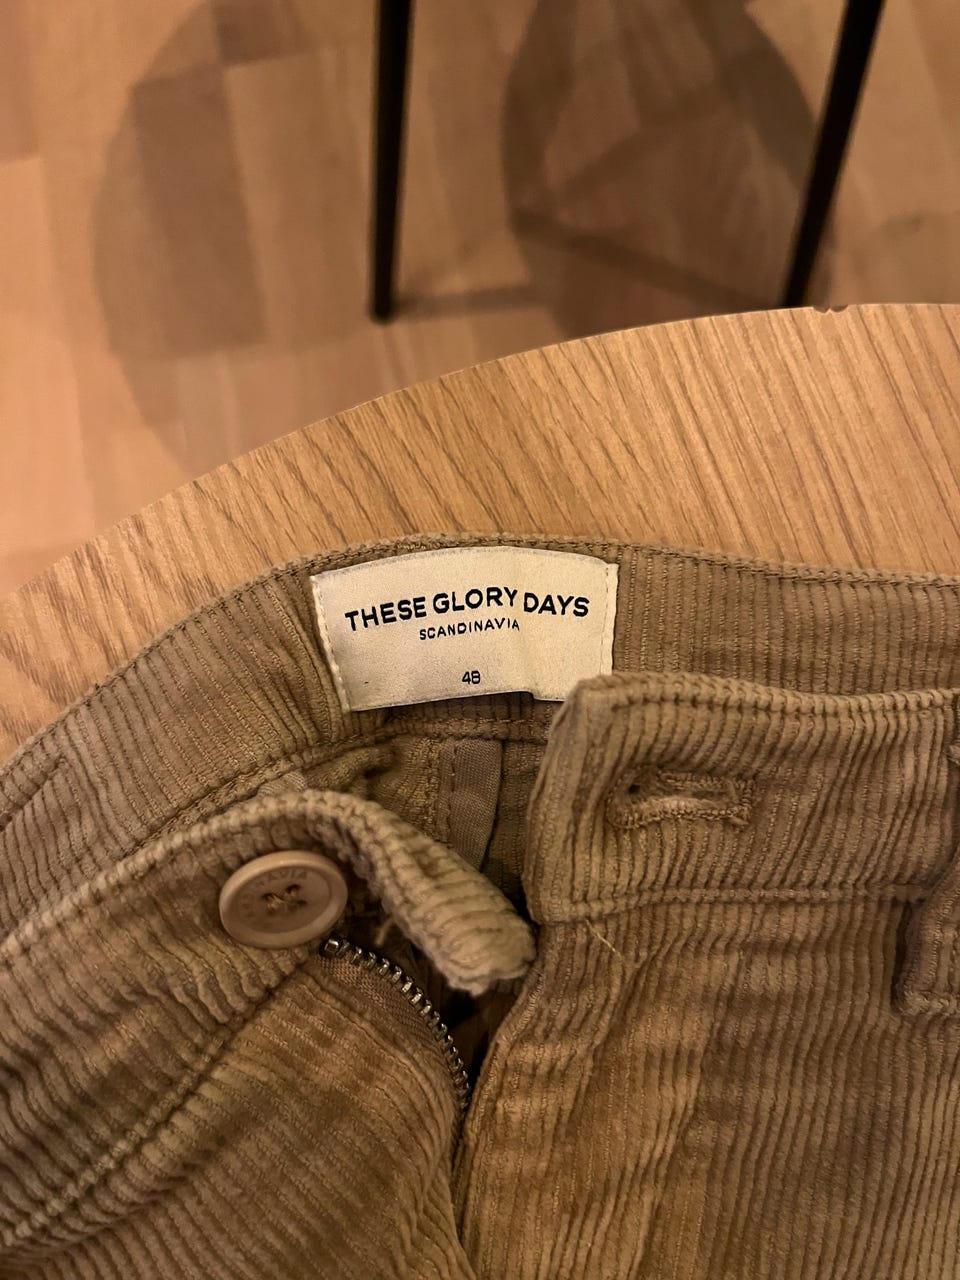 THESE GLORY DAYS
SCANDINAVIA
48